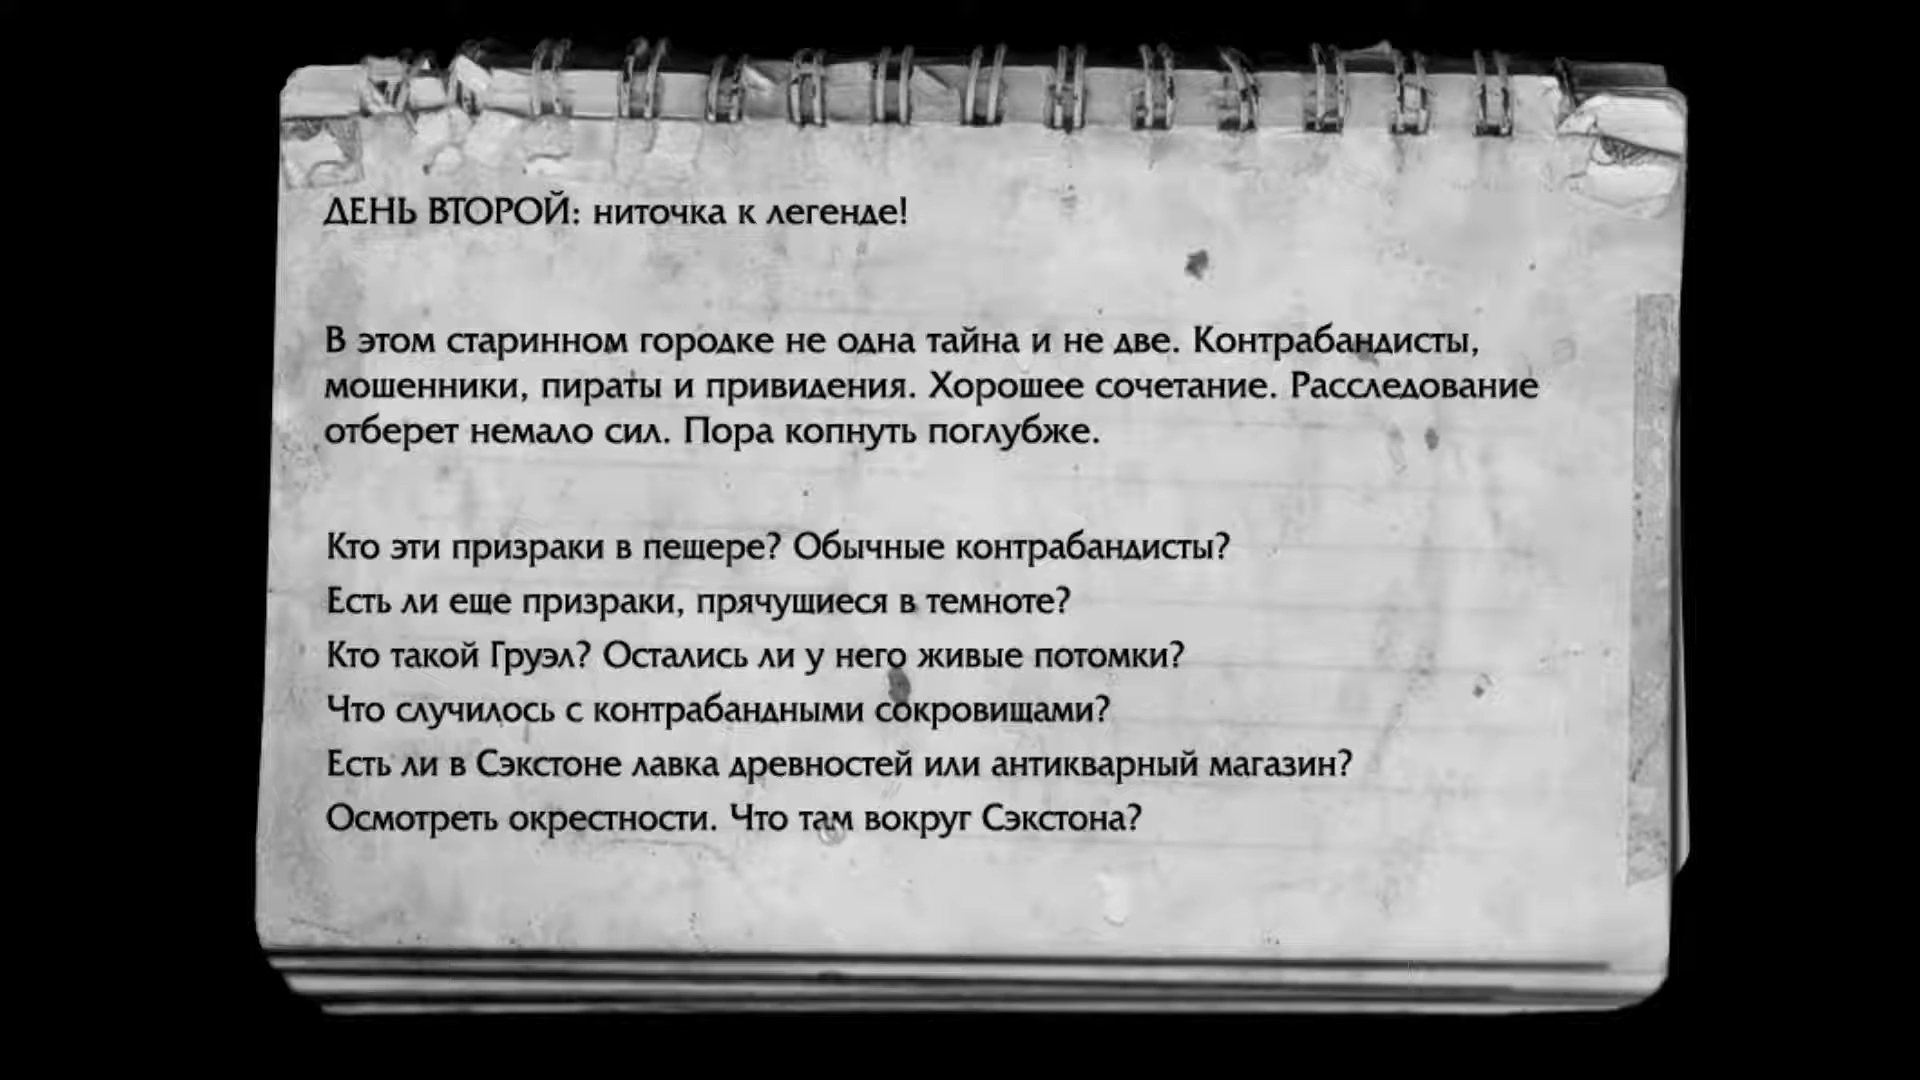 ДЕНЬ ВТОРОЙ: ниточка к легенде!
В этом старинном городке не одна тайна и не две. Контрабандисты,
мошенники, пираты и привидения. Хорошее сочетание. Расследование
отберет немало сил. Пора копнуть поглубже.
Кто эти призраки в пещере? Обычные контрабандисты?
Есть ли еще призраки, прячущиеся в темноте?
Кто такой Груэл? Остались ли у него живые потомки?
Что случилось с контрабандными сокровищами?
Есть ли в Сэкстоне лавка древностей или антикварный магазин?
Осмотреть окрестности. Что там вокруг Сэкстона?